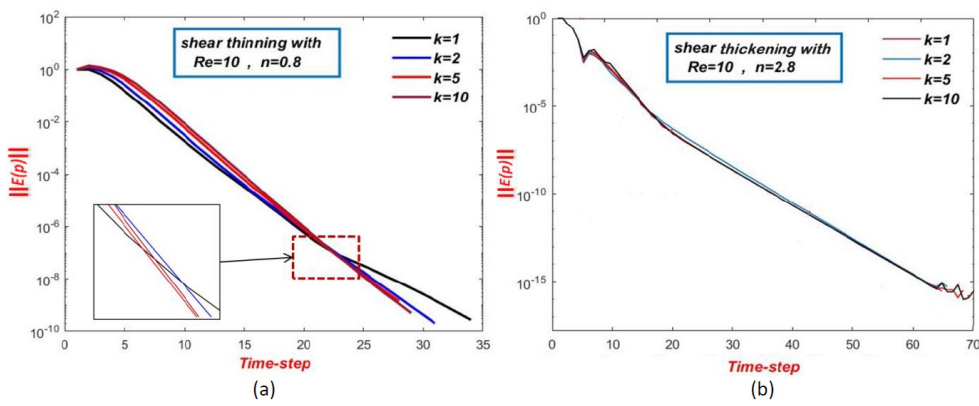 shear thinning with
Re=10 , n=0.8
k=1
k=2
k=5
k=10
10^2
10^0
10^-2
10^-4
10^-6
10^-8
10^-10
||E(p)||
0 5 10 15 20 25 30 35
Time-step
(a)
shear thickening with
Re=10 , n=2.8
k=1
k=2
k=5
k=10
10^0
10^-5
10^-10
10^-15
||E(p)||
0 10 20 30 40 50 60 70
Time-step
(b)